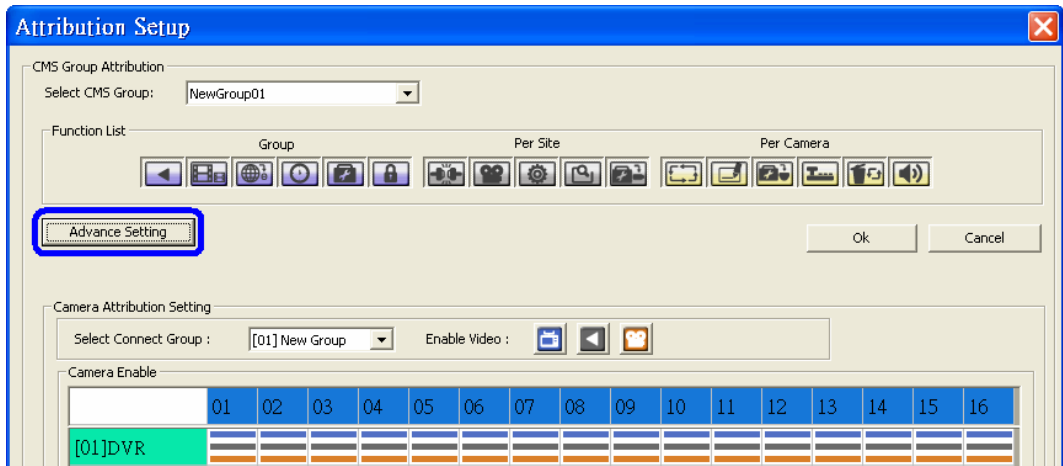 Attribution Setup
CMS Group Attribution
Select CMS Group: NewGroup01
Function List
Group Per Site Per Camera
Advance Setting Ok Cancel
Camera Attribution Setting
Select Connect Group : [01] New Group Enable Video :
Camera Enable
01 02 03 04 05 06 07 08 09 10 11 12 13 14 15 16
[01]DVR